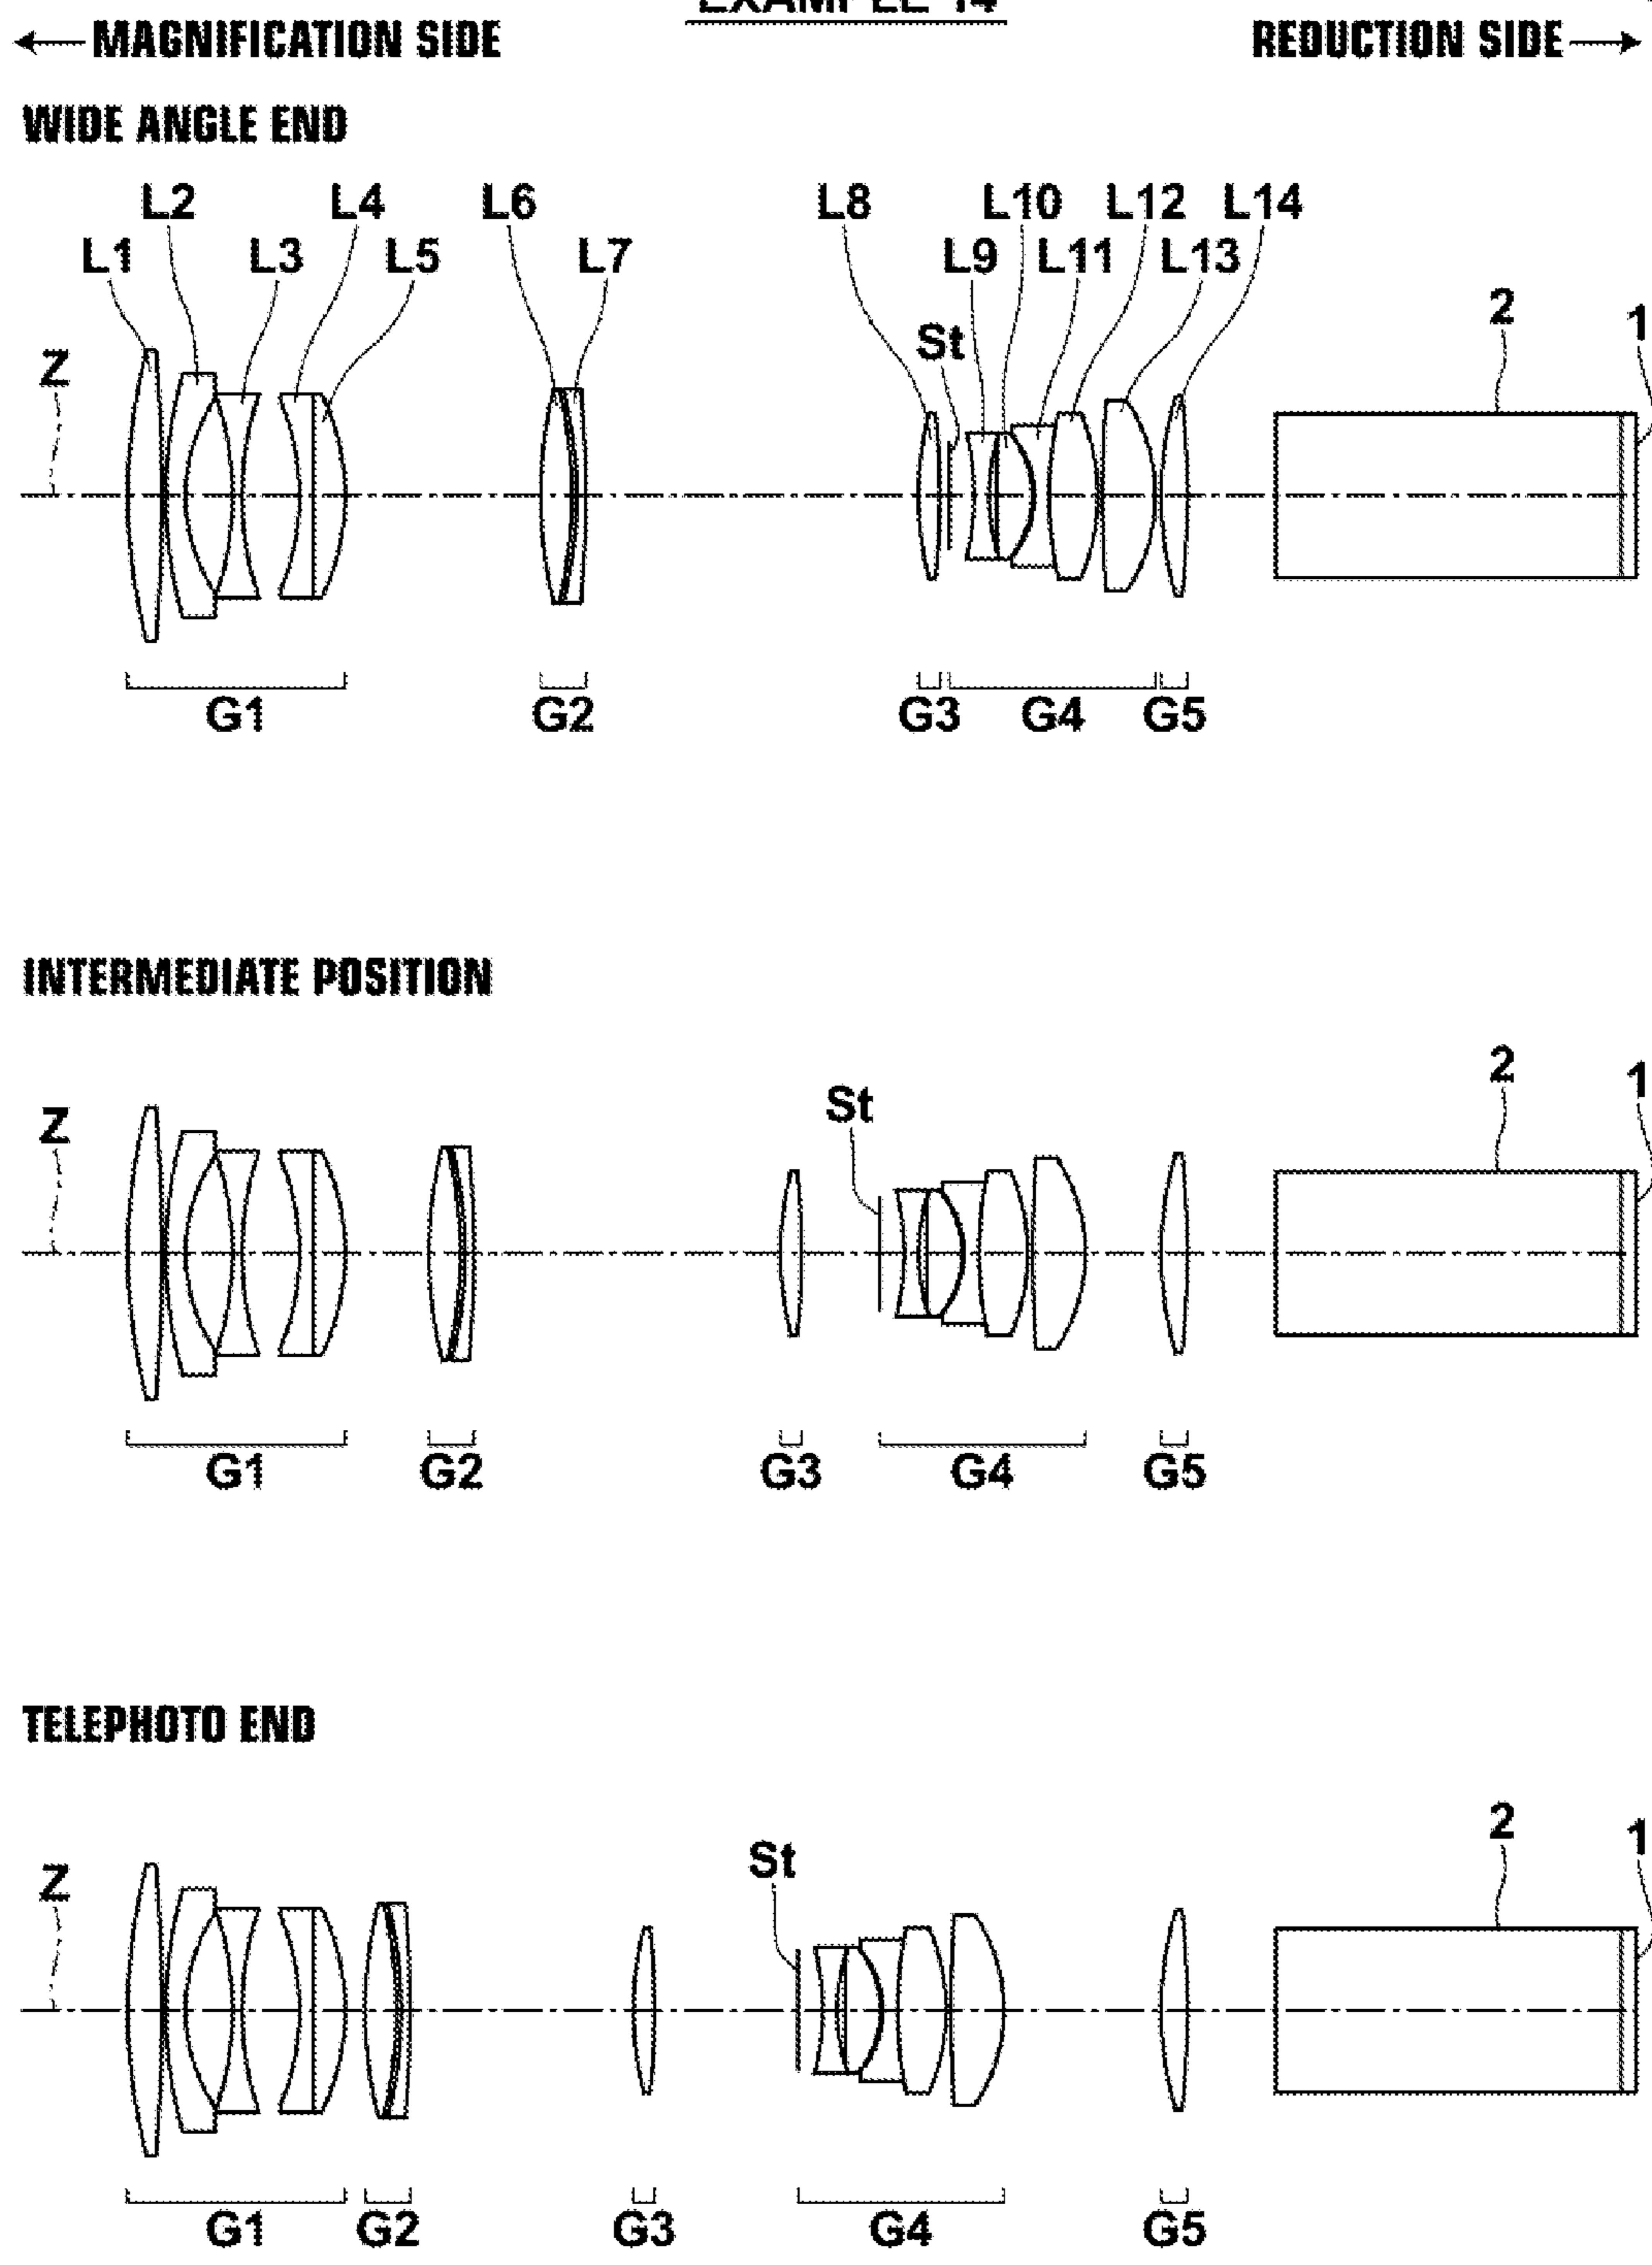 EXAMPLE 14
← MAGNIFICATION SIDE REDUCTION SIDE →
WIDE ANGLE END
L2 L4 L6 L8 L10 L12 L14
L1 L3 L5 L7 L9 L11 L13
2 1
St
Z
G1 G2 G3 G4 G5
INTERMEDIATE POSITION
2 1
St
Z
G1 G2 G3 G4 G5
TELEPHOTO END
2 1
St
Z
G1 G2 G3 G4 G5